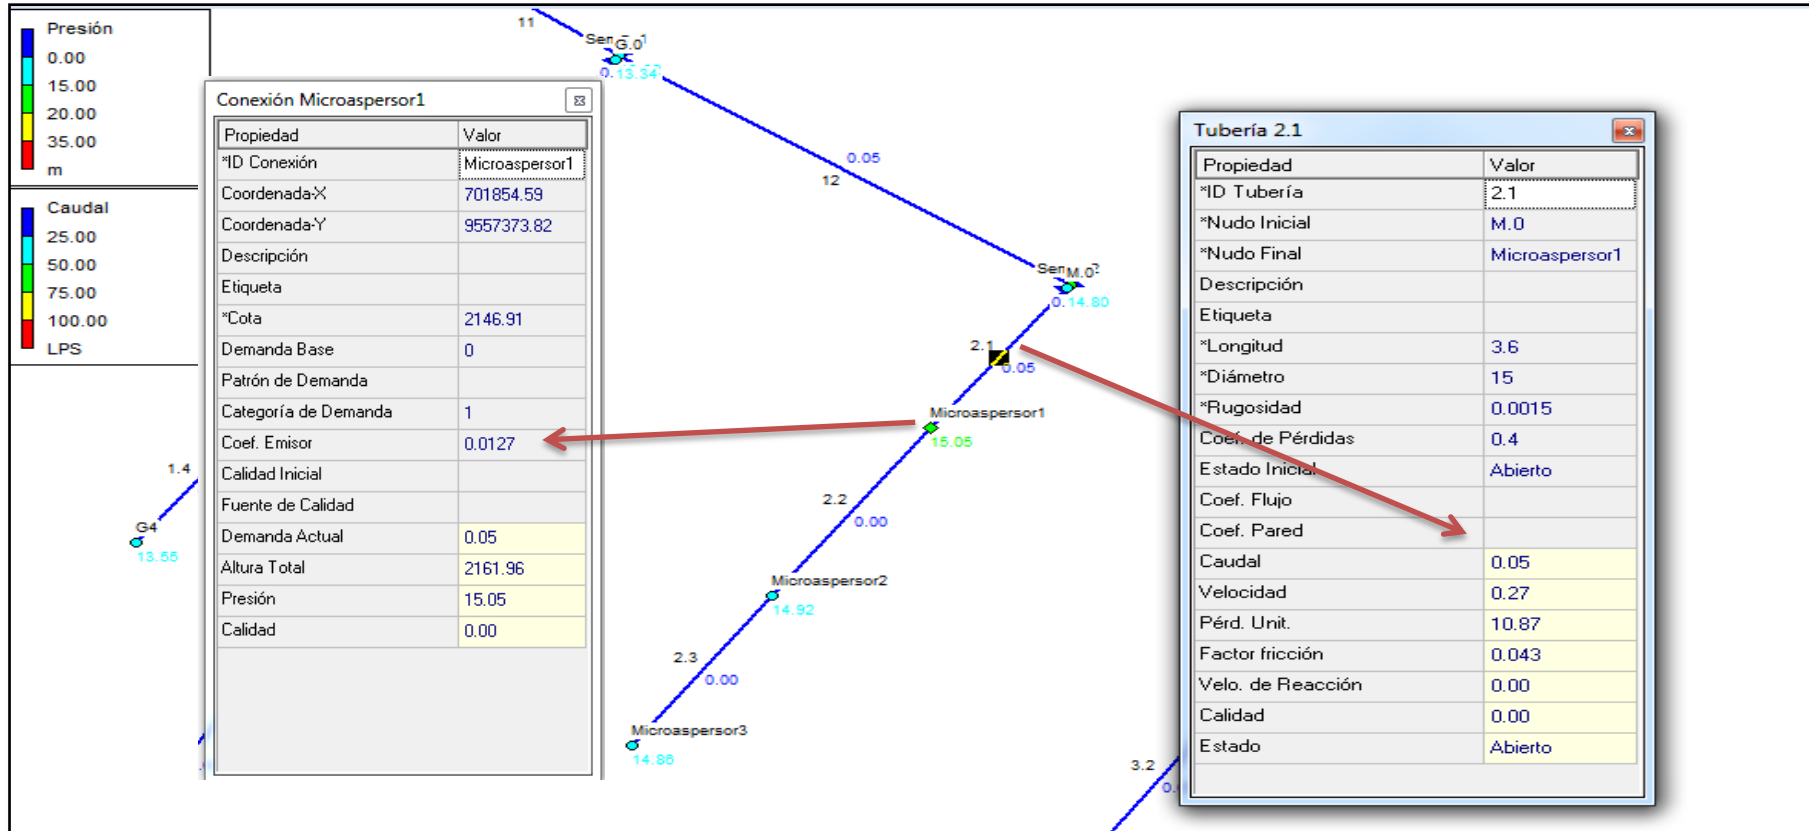 Presión
0.00
15.00
20.00
35.00
m
Caudal
25.00
50.00
75.00
100.00
LPS
11
G.0
13.34
Conexión Microaspersor1
Propiedad Valor
*ID Conexión Microaspersor1
Coordenada-X 701854.59
Coordenada-Y 9557373.82
Descripción
Etiqueta
*Cota 2146.91
Demanda Base 0
Patrón de Demanda
Categoría de Demanda 1
Coef. Emisor 0.0127
Calidad Inicial
Fuente de Calidad
Demanda Actual 0.05
Altura Total 2161.96
Presión 15.05
Calidad 0.00
0.05
12
M.0
14.80
2.1
0.05
Microaspersor1
15.05
2.2
0.00
Microaspersor2
14.92
2.3
0.00
Microaspersor3
14.86
1.4
G4
13.55
3.2
Tubería 2.1
Propiedad Valor
*ID Tubería 2.1
*Nudo Inicial M.0
*Nudo Final Microaspersor1
Descripción
Etiqueta
*Longitud 3.6
*Diámetro 15
*Rugosidad 0.0015
Coef. de Pérdidas 0.4
Estado Inicial Abierto
Coef. Flujo
Coef. Pared
Caudal 0.05
Velocidad 0.27
Pérd. Unit. 10.87
Factor fricción 0.043
Velo. de Reacción 0.00
Calidad 0.00
Estado Abierto